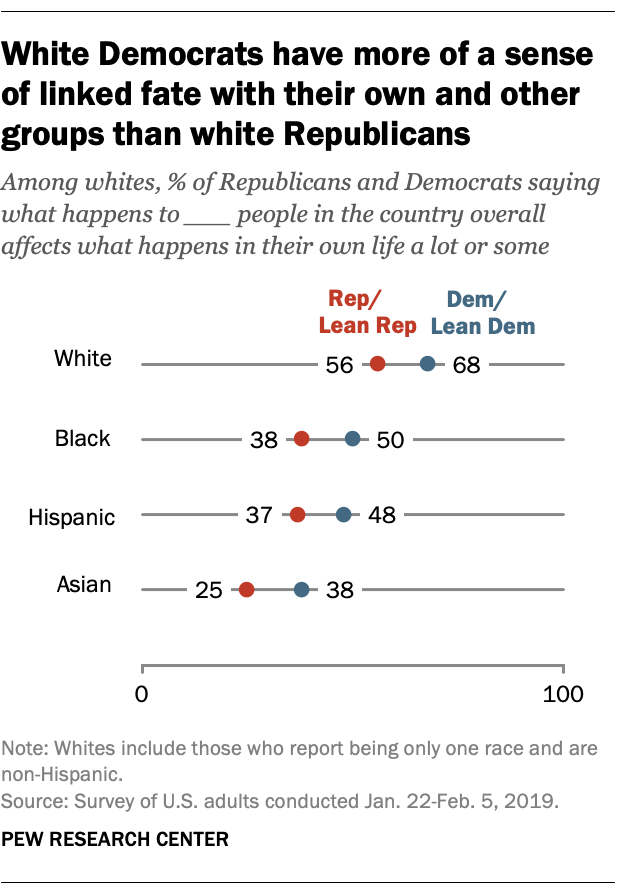 White Democrats have more of a sense
of linked fate with their own and other
groups than white Republicans
Among whites, % of Republicans and Democrats saying
what happens to ___ people in the country overall
affects what happens in their own life a lot or some
Rep/ Dem/
Lean Rep Lean Dem
White 56 68
Black 38 50
Hispanic 37 48
Asian 25 38
0 100
Note: Whites include those who report being only one race and are
non-Hispanic.
Source: Survey of U.S. adults conducted Jan. 22-Feb. 5, 2019.
PEW RESEARCH CENTER